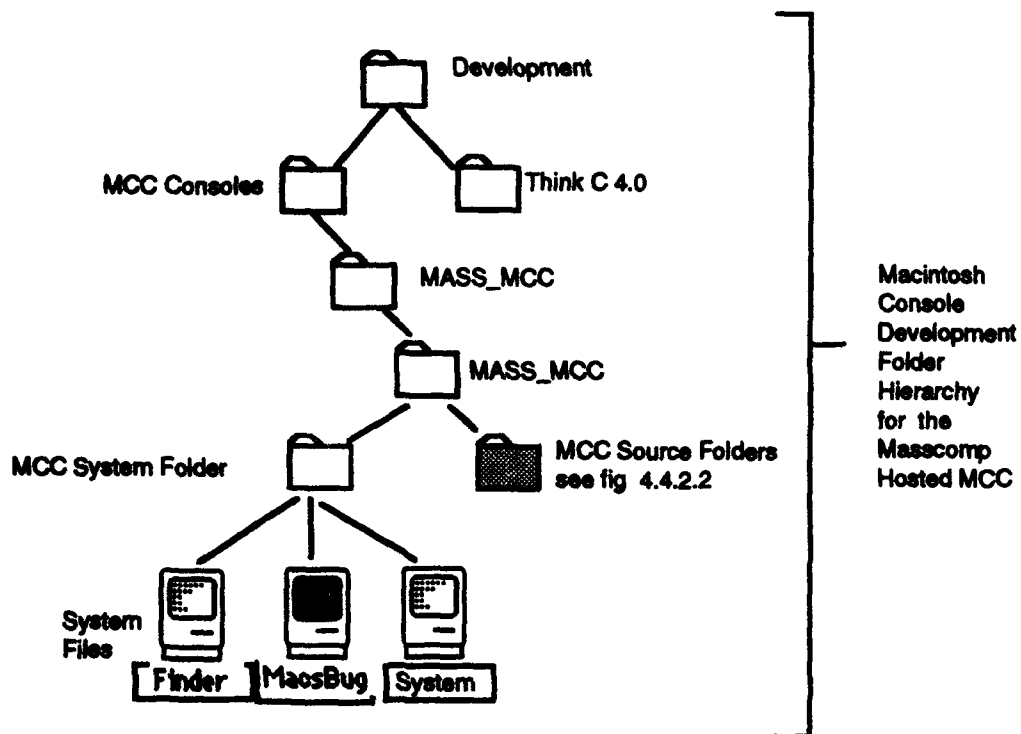 Development
MCC Consoles
Think C 4.0
MASS_MCC
MASS_MCC
MCC System Folder
MCC Source Folders
see fig 4.4.2.2
System
Files
Finder
MacsBug
System
Macintosh
Console
Development
Folder
Hierarchy
for the
Masscomp
Hosted MCC